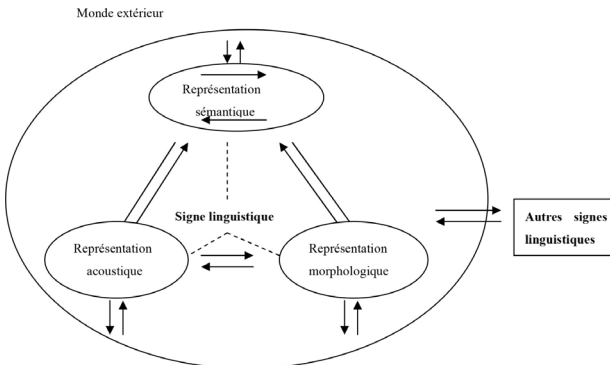 Monde extérieur
Représentation
sémantique
Signe linguistique
Représentation
acoustique
Représentation
morphologique
Autres signes
linguistiques